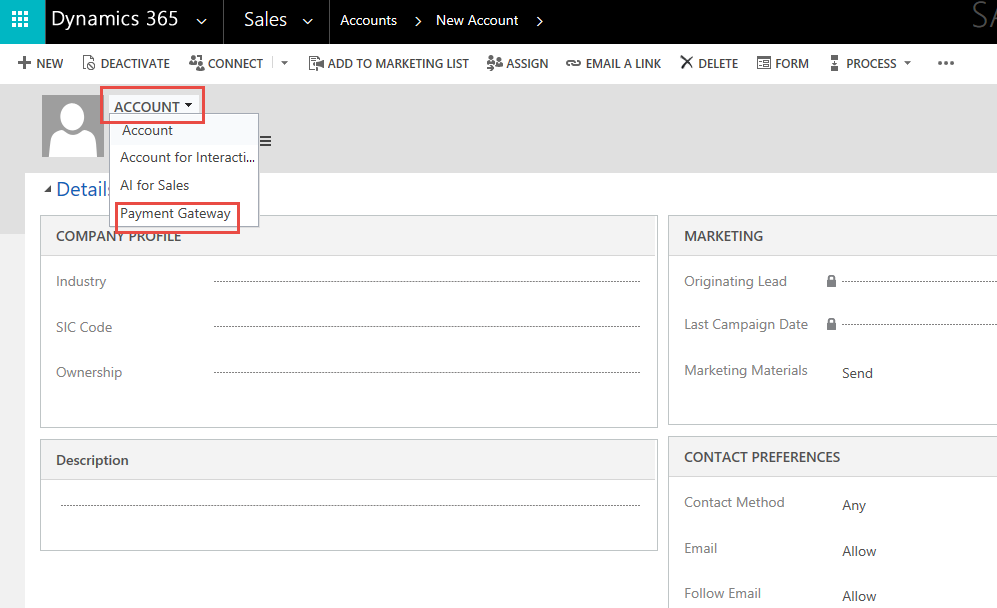 Dynamics 365 Sales Accounts New Account SA
NEW DEACTIVATE CONNECT ADD TO MARKETING LIST ASSIGN EMAIL A LINK DELETE FORM PROCESS
ACCOUNT
Account
Account for Interacti...
AI for Sales
Payment Gateway
Details
COMPANY PROFILE
Industry
SIC Code
Ownership
Description
MARKETING
Originating Lead
Last Campaign Date
Marketing Materials Send
CONTACT PREFERENCES
Contact Method Any
Email Allow
Follow Email Allow